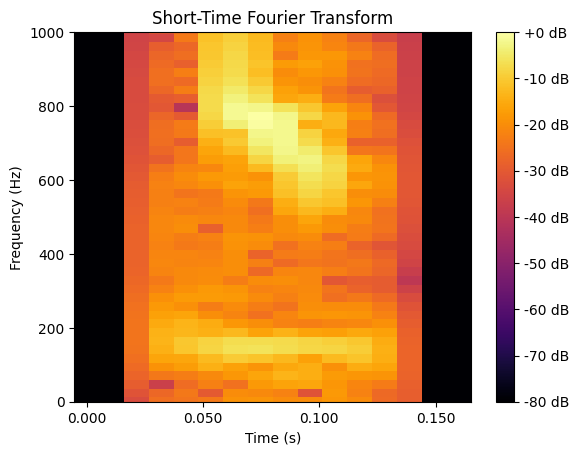 Short-Time Fourier Transform
1000
800
600
400
200
0
Frequency (Hz)
0.000
0.050
0.100
0.150
Time (s)
+0 dB
-10 dB
-20 dB
-30 dB
-40 dB
-50 dB
-60 dB
-70 dB
-80 dB